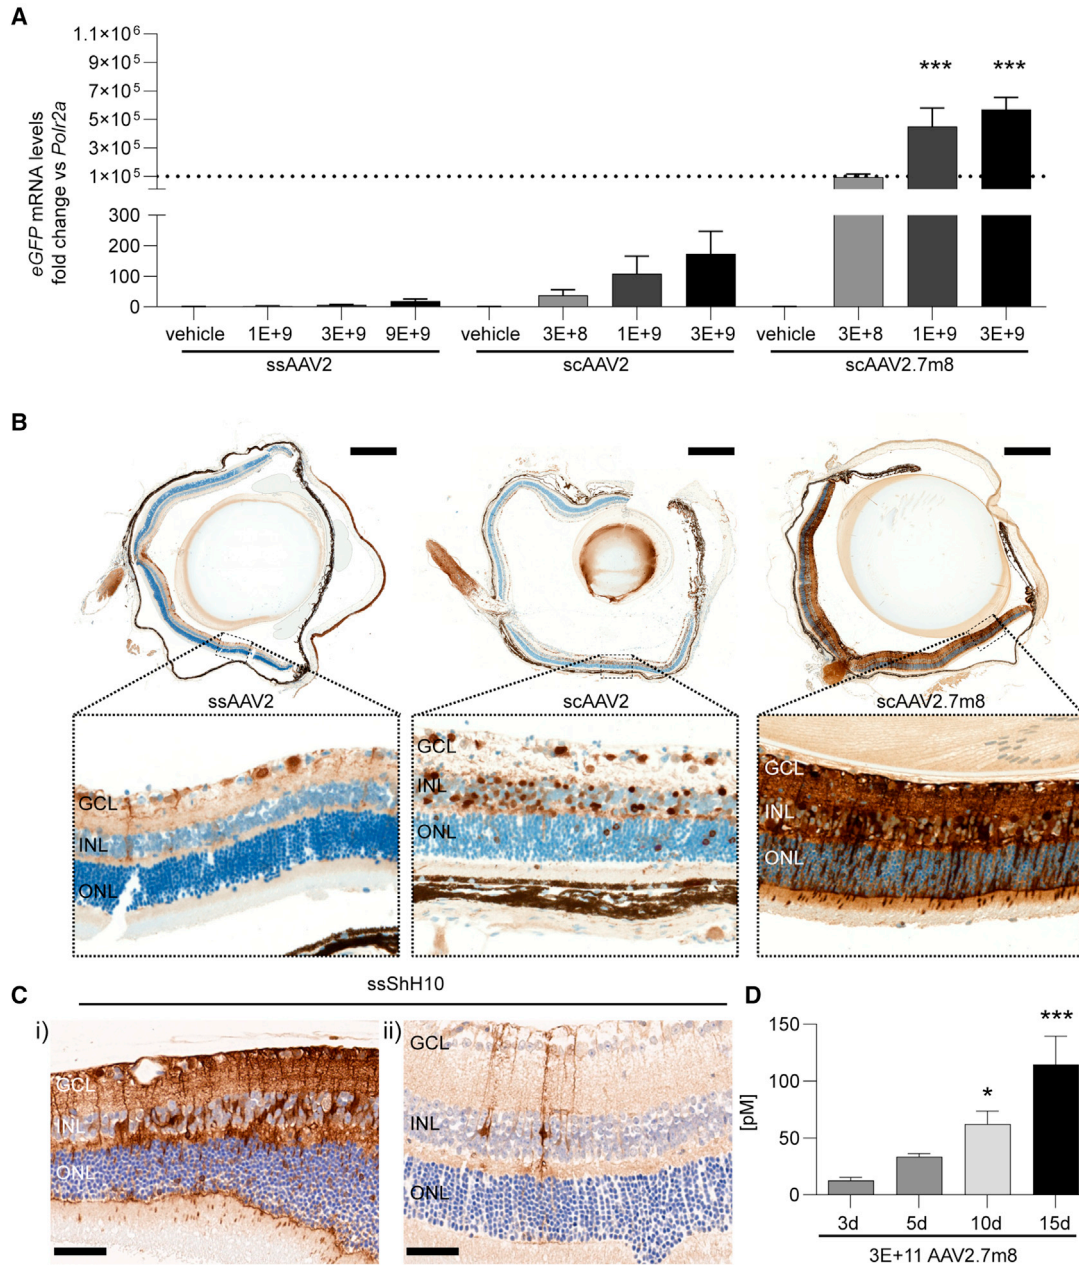 A
eGFP mRNA levels
fold change vs Polr2a
1.1×10⁶
9×10⁵
7×10⁵
5×10⁵
3×10⁵
1×10⁵
300
200
100
0
*** ***
vehicle 1E+9 3E+9 9E+9 vehicle 3E+8 1E+9 3E+9 vehicle 3E+8 1E+9 3E+9
ssAAV2 scAAV2 scAAV2.7m8
B
ssAAV2 scAAV2 scAAV2.7m8
GCL
INL
ONL
GCL
INL
ONL
GCL
INL
ONL
C
ssShH10
i)
GCL
INL
ONL
ii)
GCL
INL
ONL
D
[pM]
150
100
50
0
* ***
3d 5d 10d 15d
3E+11 AAV2.7m8